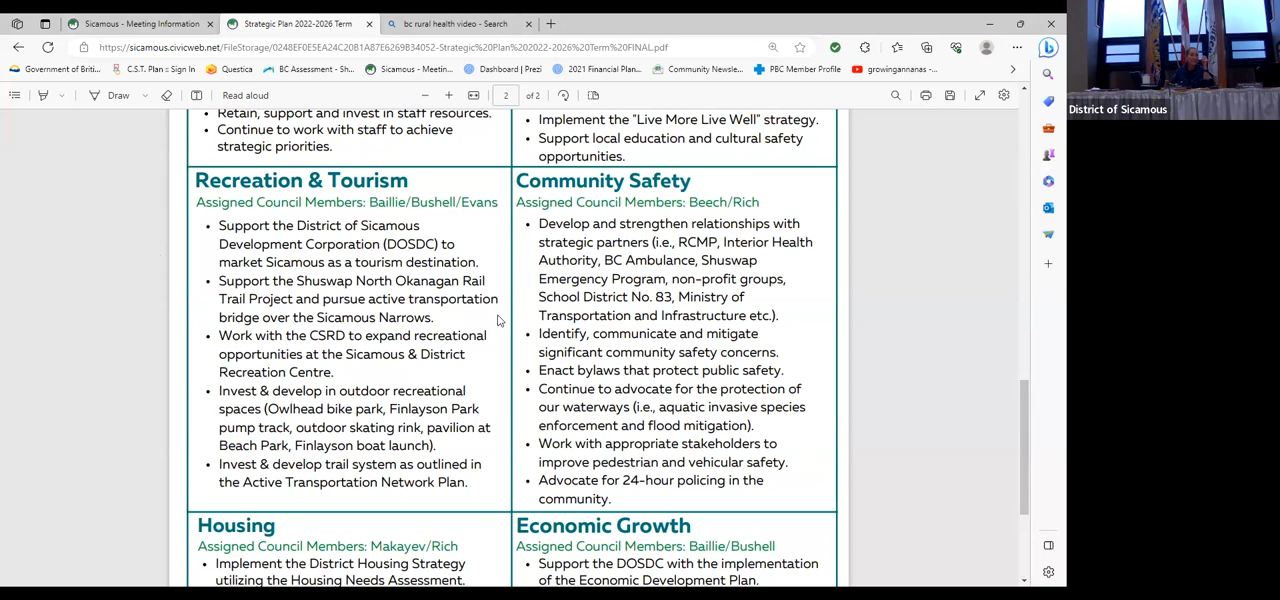 Sicamous - Meeting Information
Strategic Plan 2022-2026 Term
bc rural health video - Search
https://sicamous.civicweb.net/FileStorage/0248EF0E5EA24C20B1A87E6269B34052-Strategic%20Plan%202022-2026%20Term%20FINAL.pdf
Government of Briti...
C.S.T. Plan :: Sign In
Questica
BC Assessment - Sh...
Sicamous - Meetin...
Dashboard | Prezi
2021 Financial Plan...
Community Newsle...
PBC Member Profile
growingannanas -...
Draw
Read aloud
2
of 2
District of Sicamous
Retain, support and invest in staff resources.
• Continue to work with staff to achieve
strategic priorities.
Implement the "Live More Live Well" strategy.
• Support local education and cultural safety
opportunities.
Recreation & Tourism
Assigned Council Members: Baillie/Bushell/Evans
• Support the District of Sicamous
Development Corporation (DOSDC) to
market Sicamous as a tourism destination.
• Support the Shuswap North Okanagan Rail
Trail Project and pursue active transportation
bridge over the Sicamous Narrows.
• Work with the CSRD to expand recreational
opportunities at the Sicamous & District
Recreation Centre.
• Invest & develop in outdoor recreational
spaces (Owlhead bike park, Finlayson Park
pump track, outdoor skating rink, pavilion at
Beach Park, Finlayson boat launch).
• Invest & develop trail system as outlined in
the Active Transportation Network Plan.
Community Safety
Assigned Council Members: Beech/Rich
• Develop and strengthen relationships with
strategic partners (i.e., RCMP, Interior Health
Authority, BC Ambulance, Shuswap
Emergency Program, non-profit groups,
School District No. 83, Ministry of
Transportation and Infrastructure etc.).
• Identify, communicate and mitigate
significant community safety concerns.
• Enact bylaws that protect public safety.
• Continue to advocate for the protection of
our waterways (i.e., aquatic invasive species
enforcement and flood mitigation).
• Work with appropriate stakeholders to
improve pedestrian and vehicular safety.
• Advocate for 24-hour policing in the
community.
Housing
Assigned Council Members: Makayev/Rich
• Implement the District Housing Strategy
utilizing the Housing Needs Assessment.
Economic Growth
Assigned Council Members: Baillie/Bushell
• Support the DOSDC with the implementation
of the Economic Development Plan.